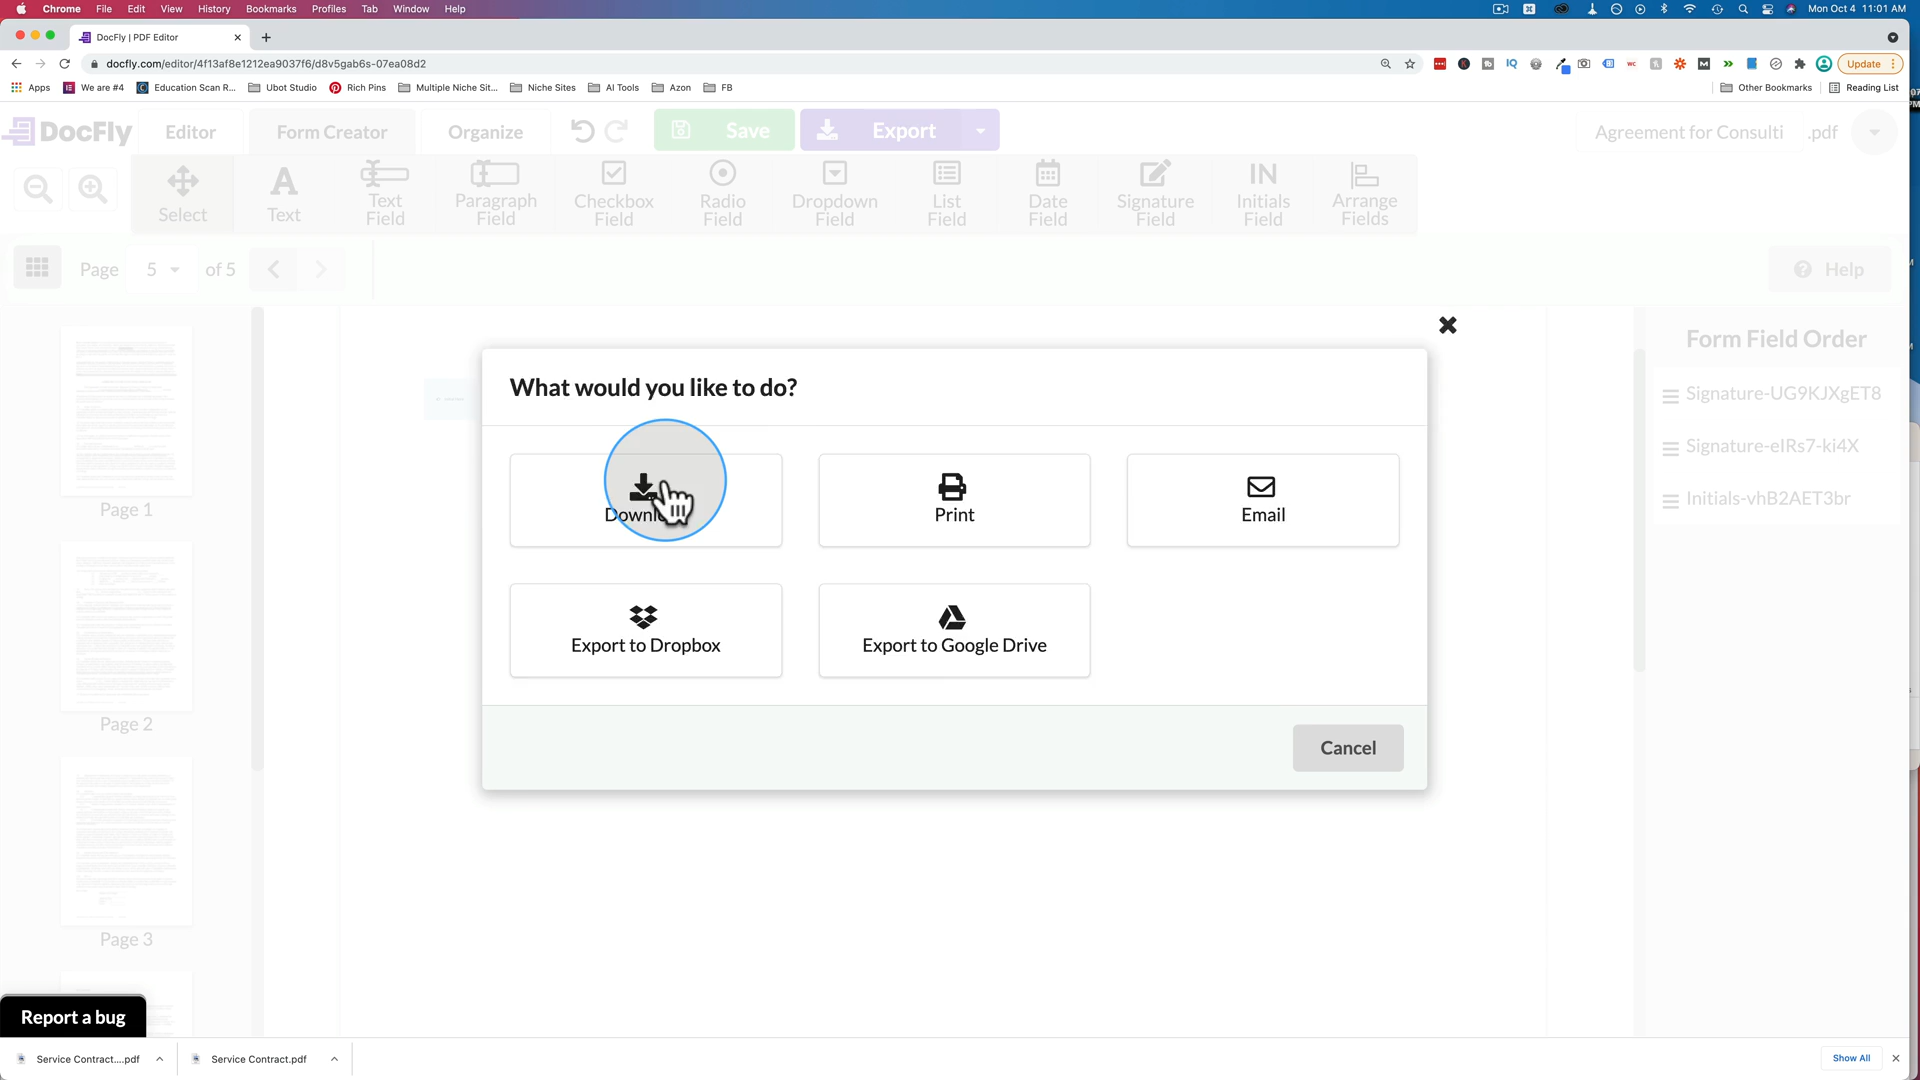 Chrome File Edit View History Bookmarks Profiles Tab Window Help Mon Oct 4 11:01 AM
DocFly | PDF Editor
docfly.com/editor/4f13af8e1212ea9037f6/d8v5gab6s-07ea08d2 Update
Apps We are #4 Education Scan R... Ubot Studio Rich Pins Multiple Niche Sit... Niche Sites AI Tools Azon FB Other Bookmarks Reading List
DocFly Editor Form Creator Organize Save Export Agreement for Consulti .pdf
Select Text Text Field Paragraph Field Checkbox Field Radio Field Dropdown Field List Field Date Field Signature Field IN Initials Field Arrange Fields
Page 5 of 5 Help
What would you like to do?
Print Email
Export to Dropbox Export to Google Drive
Cancel
Form Field Order
Signature-UG9KJXgET8
Signature-eIRs7-ki4X
Initials-vhB2AET3br
Page 1
Page 2
Page 3
Report a bug
Service Contract....pdf Service Contract.pdf Show All